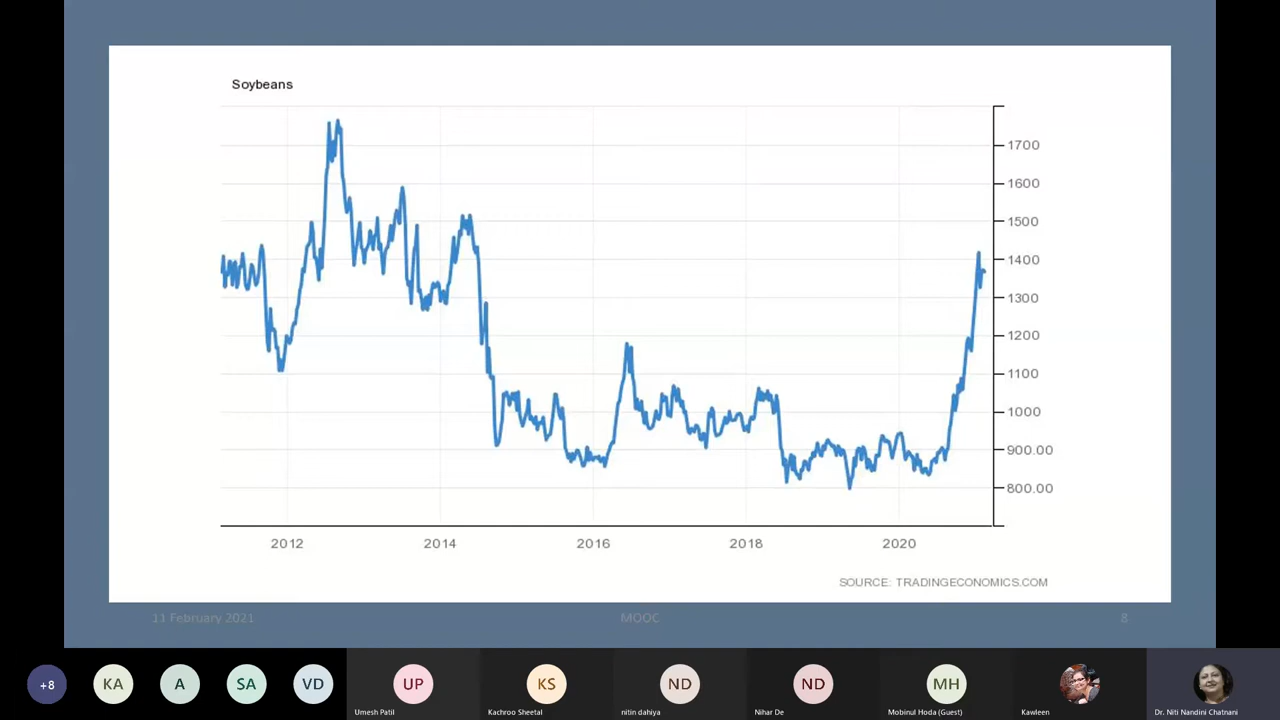 Soybeans
1700
1600
1500
1400
1300
1200
1100
1000
900.00
800.00
2012 2014 2016 2018 2020
SOURCE: TRADINGECONOMICS.COM
11 February 2021 MOOC 8
+8 KA A SA VD UP KS ND ND MH
Umesh Patil Kachroo Sheetal nitin dahiya Nihar De Mobinul Hoda (Guest) Kawleen Dr. Niti Nandini Chatnani